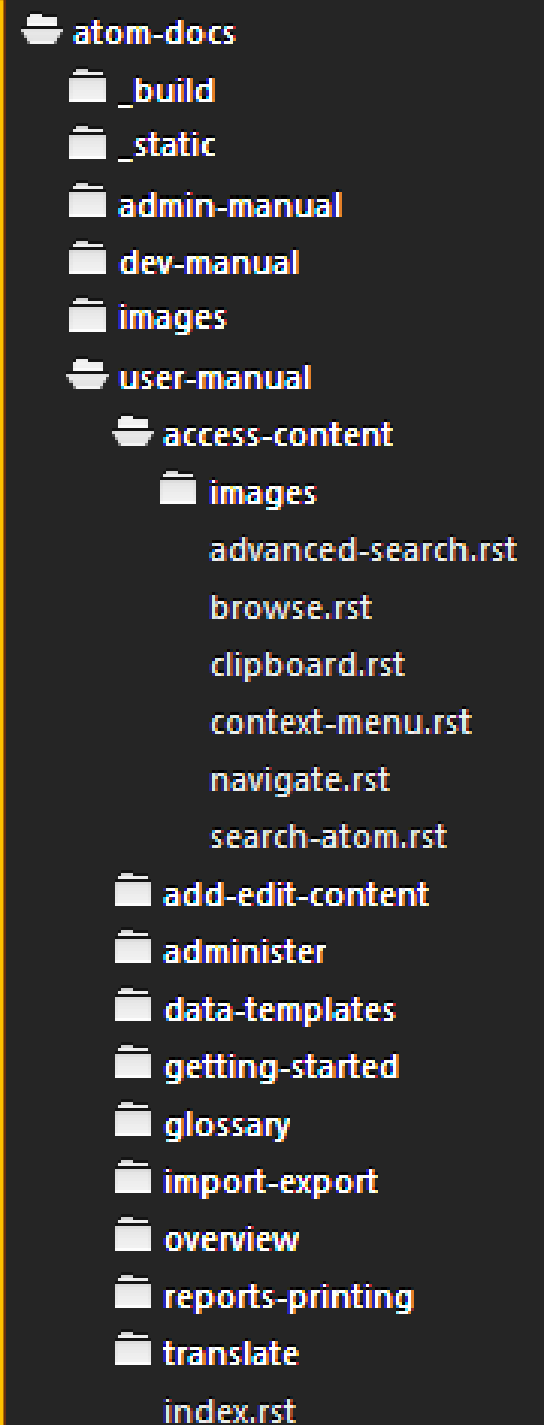 atom-docs
_build
_static
admin-manual
dev-manual
images
user-manual
access-content
images
advanced-search.rst
browse.rst
clipboard.rst
context-menu.rst
navigate.rst
search-atom.rst
add-edit-content
administer
data-templates
getting-started
glossary
import-export
overview
reports-printing
translate
index.rst